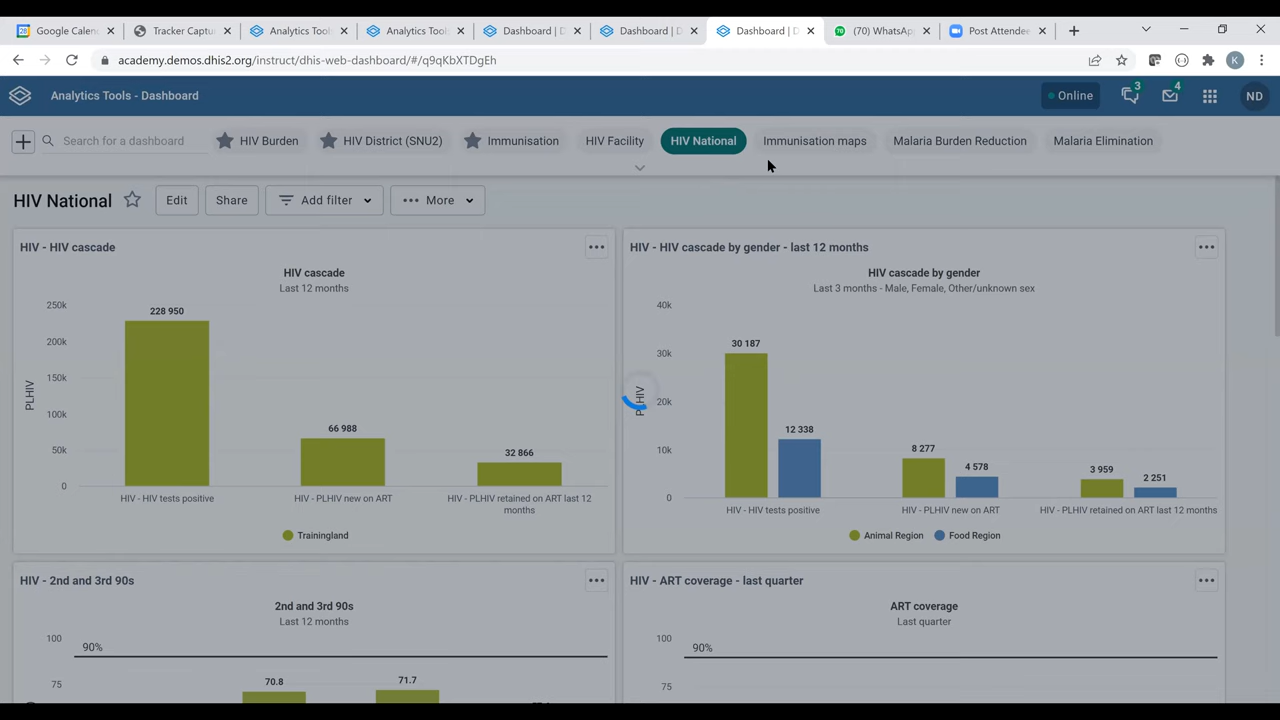 28 Google Calen
Tracker Captu
Analytics Tools
Analytics Tool
Dashboard | D
Dashboard | D
Dashboard | D
70 (70) WhatsAp
Post Attendee
academy.demos.dhis2.org/instruct/dhis-web-dashboard/#/q9qKbXTDgEh
K
Analytics Tools - Dashboard
Online
3
4
ND
Search for a dashboard
HIV Burden
HIV District (SNU2)
Immunisation
HIV Facility
HIV National
Immunisation maps
Malaria Burden Reduction
Malaria Elimination
HIV National
Edit
Share
Add filter
More
HIV - HIV cascade
HIV cascade
Last 12 months
250k
200k
150k
100k
50k
0
PLHIV
228 950
66 988
32 866
HIV - HIV tests positive
HIV - PLHIV new on ART
HIV - PLHIV retained on ART last 12
months
Trainingland
HIV - HIV cascade by gender - last 12 months
HIV cascade by gender
Last 3 months - Male, Female, Other/unknown sex
40k
30k
20k
10k
0
PLHIV
30 187
12 338
8 277
4 578
3 959
2 251
HIV - HIV tests positive
HIV - PLHIV new on ART
HIV - PLHIV retained on ART last 12 months
Animal Region
Food Region
HIV - 2nd and 3rd 90s
2nd and 3rd 90s
Last 12 months
100
90%
75
70.8
71.7
HIV - ART coverage - last quarter
ART coverage
Last quarter
100
90%
75